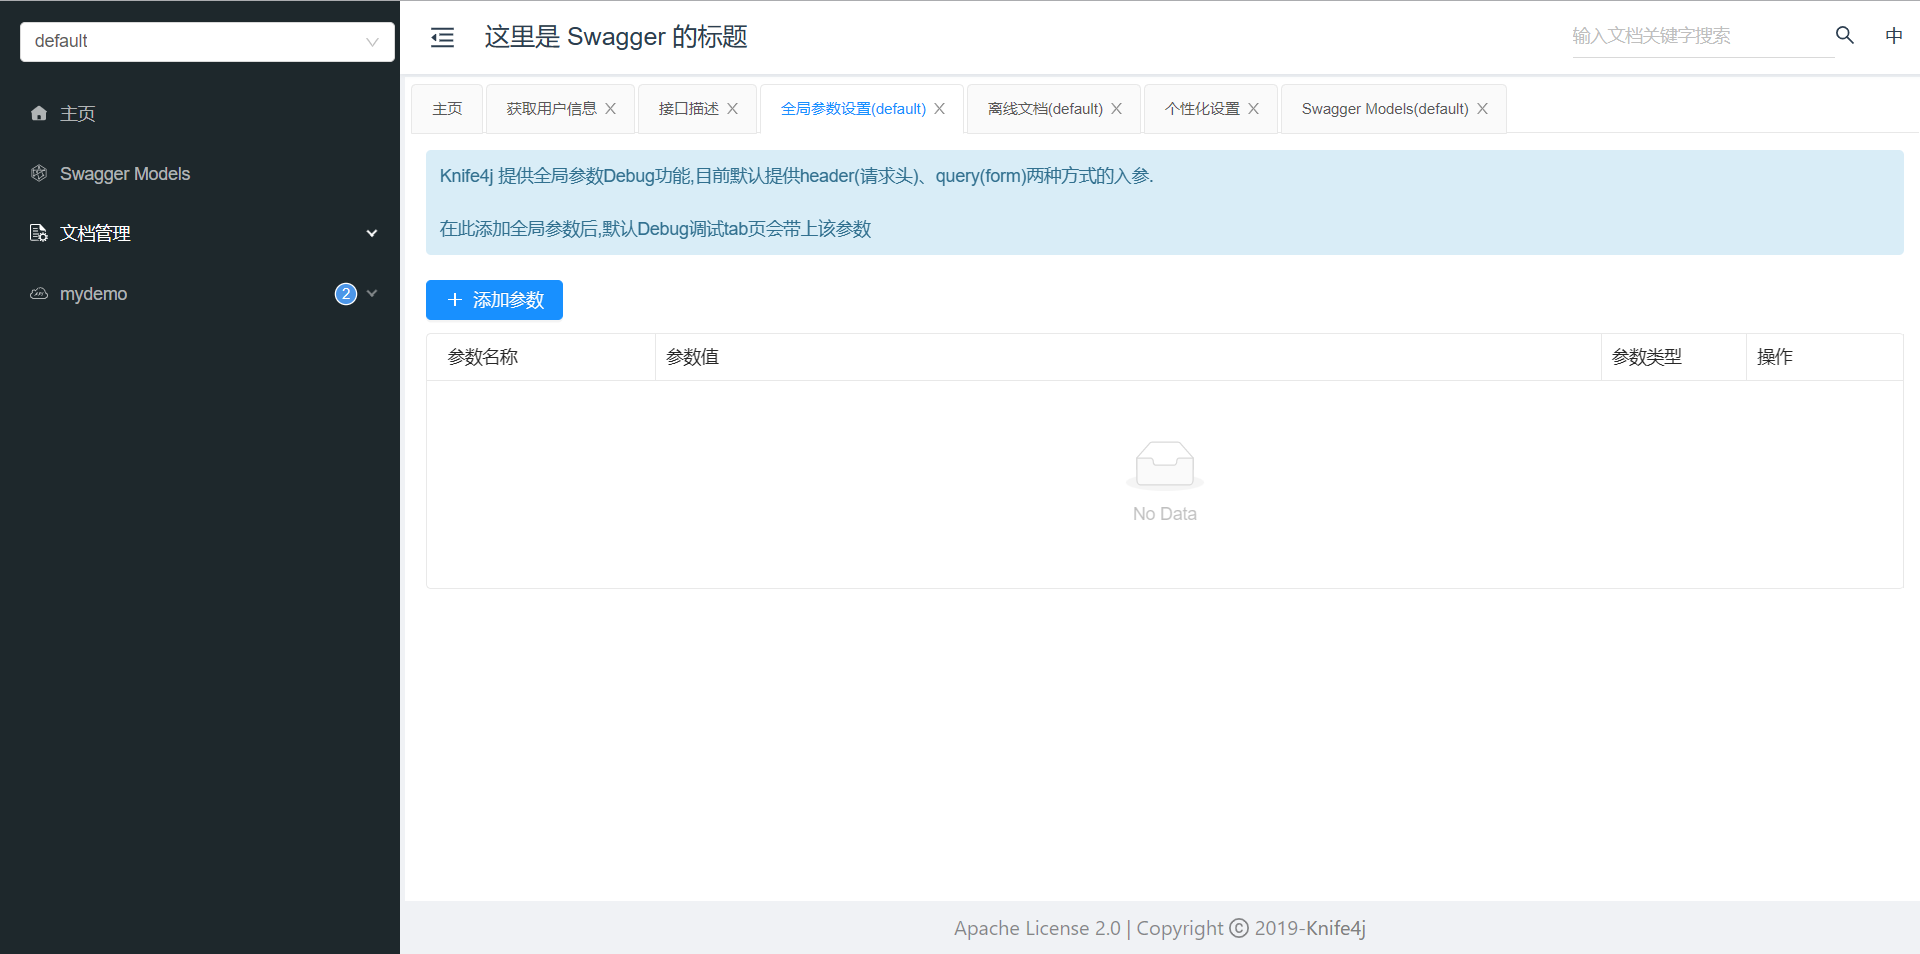 default
主页
Swagger Models
文档管理
mydemo
2
这里是 Swagger 的标题
输入文档关键字搜索
中
主页
获取用户信息
接口描述
全局参数设置(default)
离线文档(default)
个性化设置
Swagger Models(default)
Knife4j 提供全局参数Debug功能,目前默认提供header(请求头)、query(form)两种方式的入参.
在此添加全局参数后,默认Debug调试tab页会带上该参数
添加参数
参数名称
参数值
参数类型
操作
No Data
Apache License 2.0 | Copyright © 2019-Knife4j